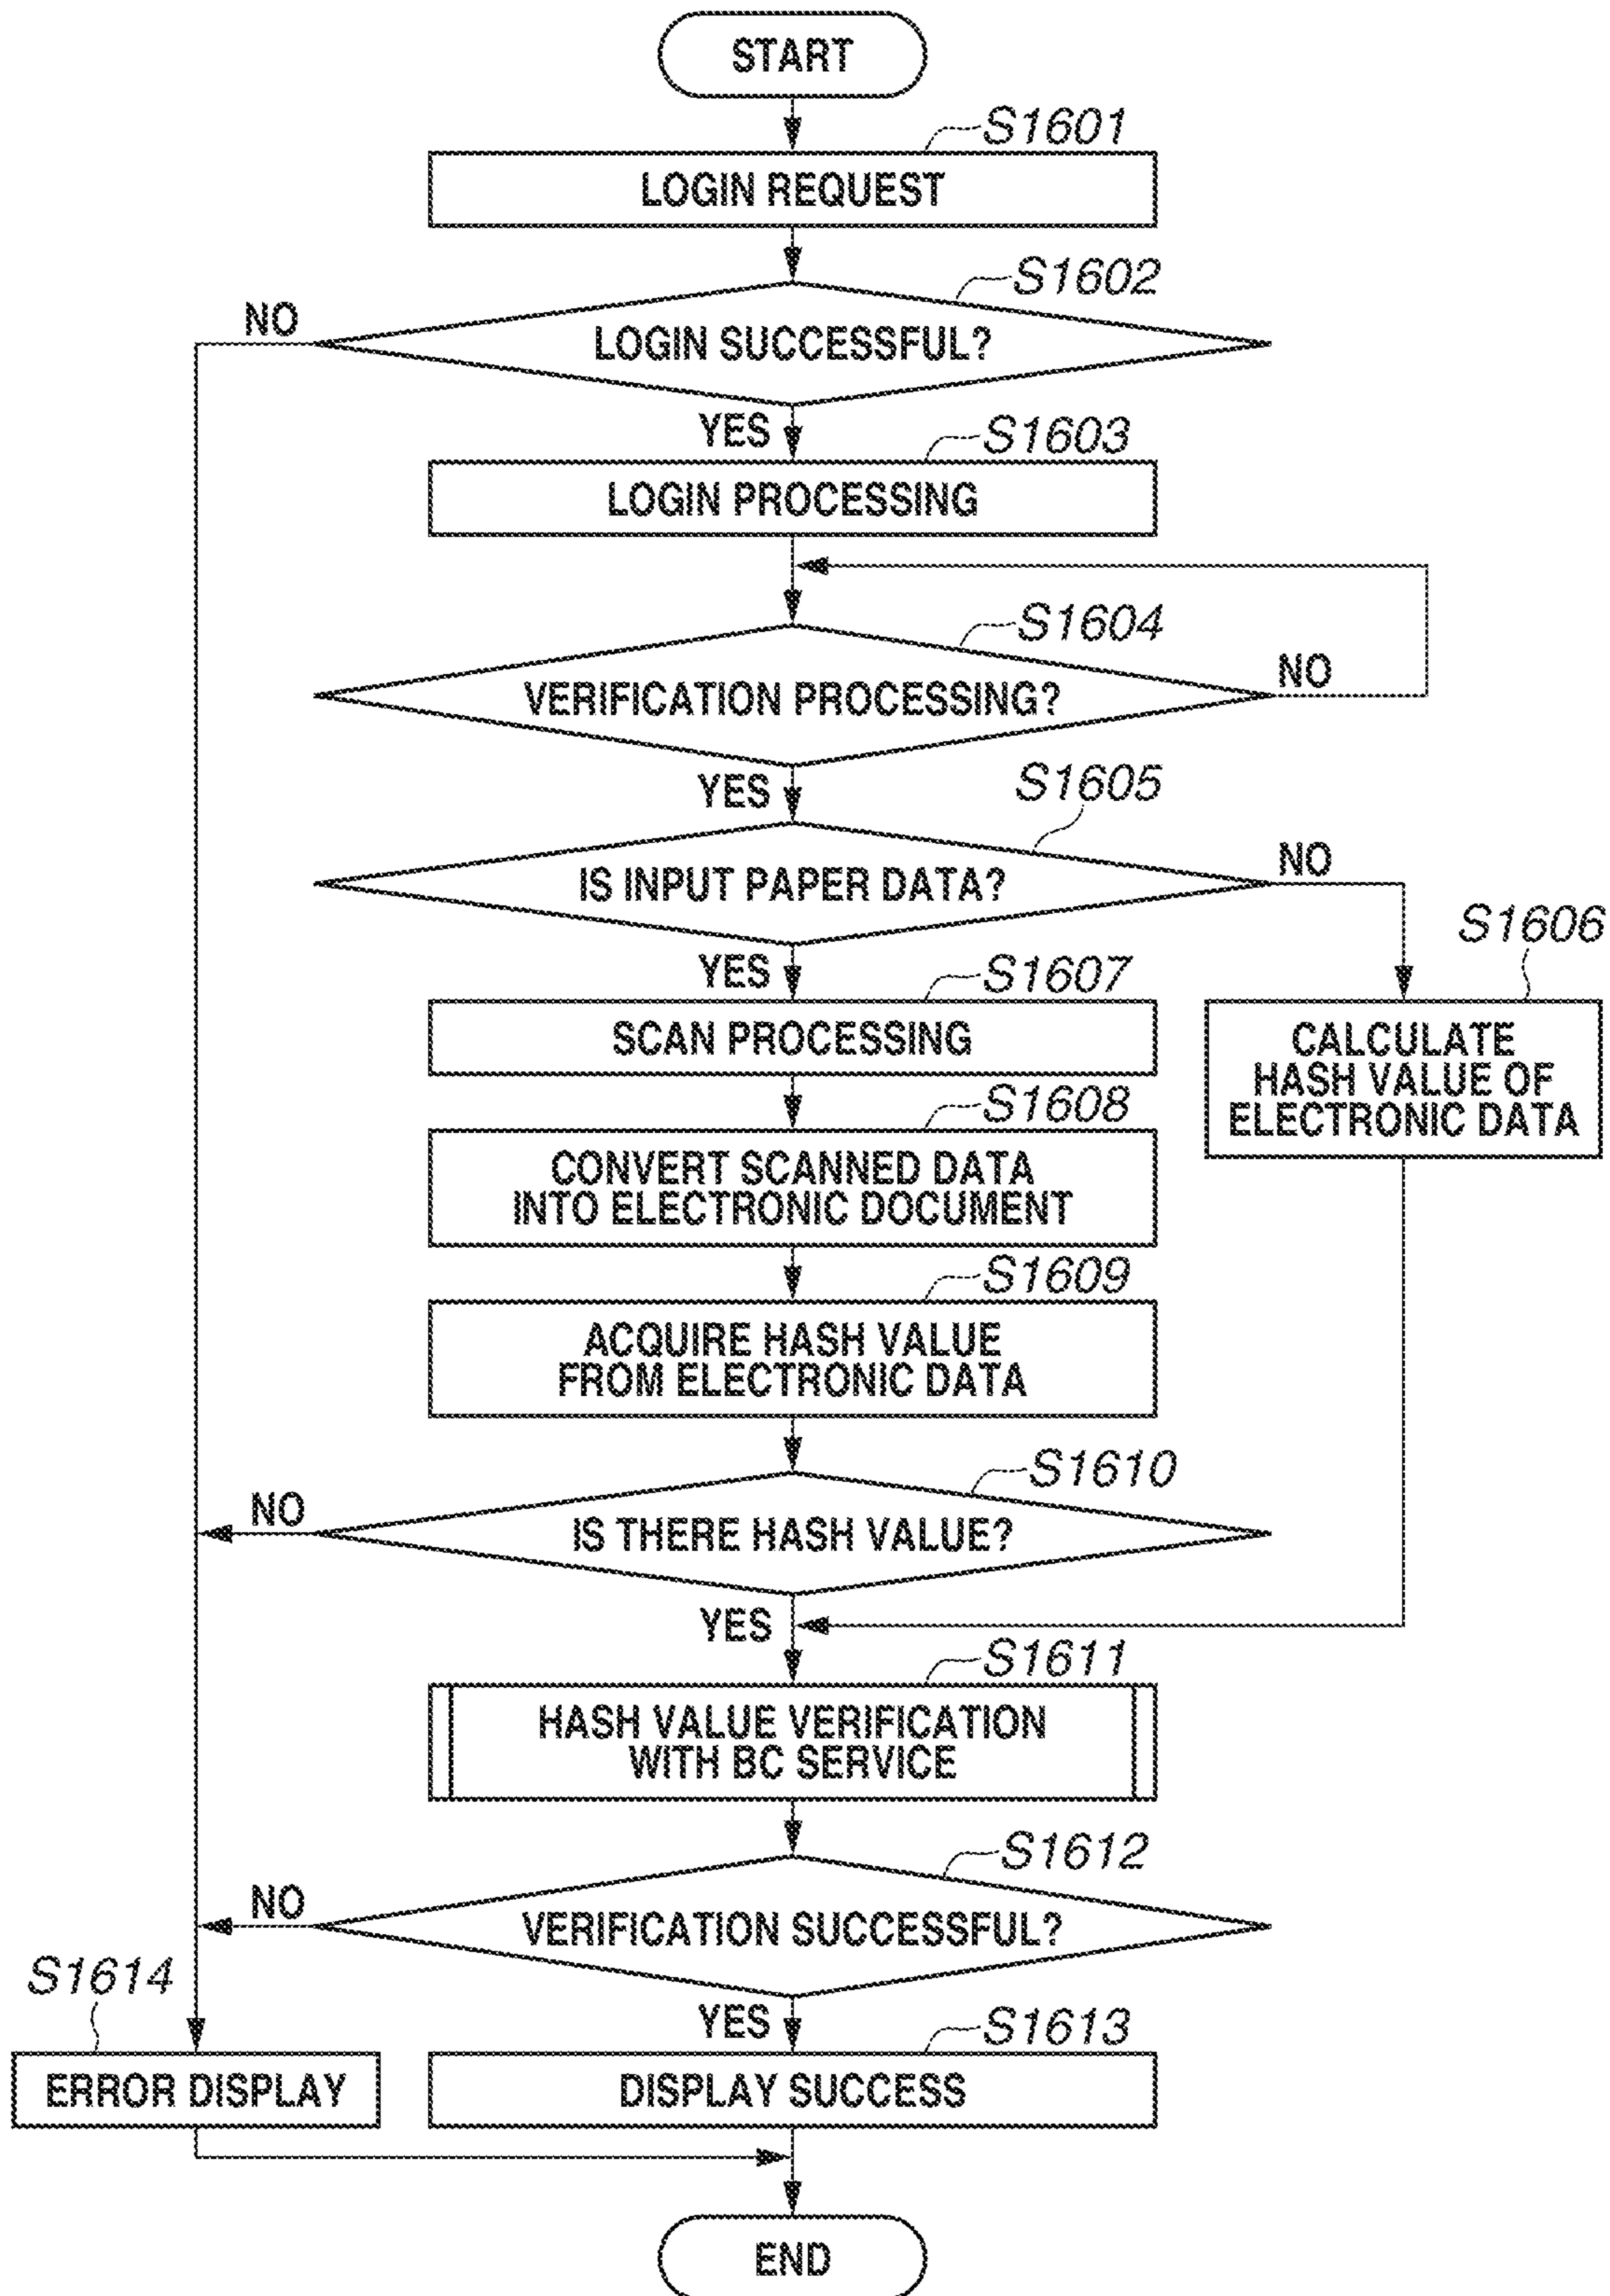 START
S1601
LOGIN REQUEST
S1602
NO
LOGIN SUCCESSFUL?
YES
S1603
LOGIN PROCESSING
S1604
NO
VERIFICATION PROCESSING?
YES
S1605
NO
IS INPUT PAPER DATA?
S1606
YES
S1607
SCAN PROCESSING
CALCULATE
HASH VALUE OF
ELECTRONIC DATA
S1608
CONVERT SCANNED DATA
INTO ELECTRONIC DOCUMENT
S1609
ACQUIRE HASH VALUE
FROM ELECTRONIC DATA
S1610
NO
IS THERE HASH VALUE?
YES
S1611
HASH VALUE VERIFICATION
WITH BC SERVICE
S1612
NO
VERIFICATION SUCCESSFUL?
S1614
YES
S1613
ERROR DISPLAY
DISPLAY SUCCESS
END